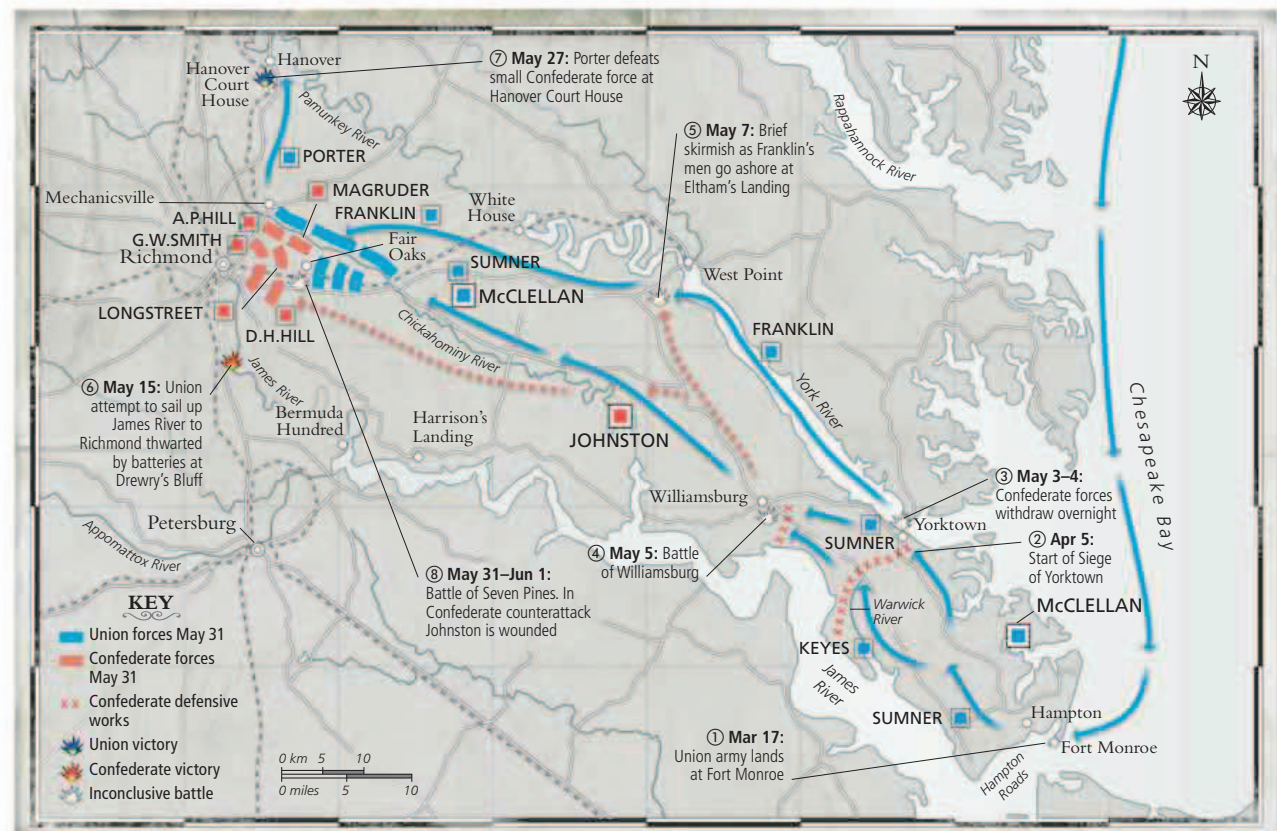 Hanover
Hanover
Court
House
⑦ May 27: Porter defeats
small Confederate force at
Hanover Court House
N
Pamunkey River
Rappahannock River
⑤ May 7: Brief
skirmish as Franklin's
men go ashore at
Eltham's Landing
PORTER
MAGRUDER
Mechanicsville
FRANKLIN
White
House
A.P.HILL
G.W.SMITH
Richmond
Fair
Oaks
SUMNER
West Point
McCLELLAN
LONGSTREET
D.H.HILL
Chickahominy River
FRANKLIN
York River
⑥ May 15: Union
attempt to sail up
James River to
Richmond thwarted
by batteries at
Drewry's Bluff
James River
Bermuda
Hundred
Harrison's
Landing
JOHNSTON
Chesapeake Bay
Williamsburg
③ May 3–4:
Confederate forces
withdraw overnight
Yorktown
Petersburg
Appomattox River
SUMNER
② Apr 5:
Start of Siege
of Yorktown
④ May 5: Battle
of Williamsburg
⑧ May 31–Jun 1:
Battle of Seven Pines. In
Confederate counterattack
Johnston is wounded
McCLELLAN
Warwick
River
KEYES
James
River
SUMNER
Hampton
Fort Monroe
Hampton
Roads
① Mar 17:
Union army lands
at Fort Monroe
KEY
Union forces May 31
Confederate forces
May 31
Confederate defensive
works
Union victory
Confederate victory
Inconclusive battle
0 km 5 10
0 miles 5 10